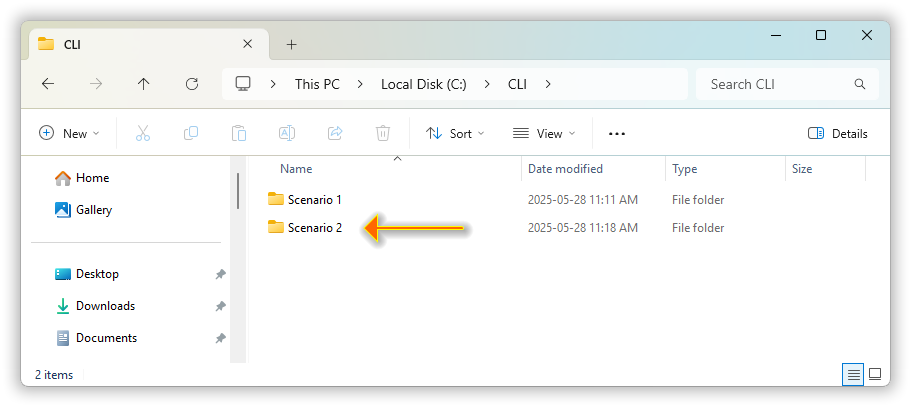 CLI
This PC Local Disk (C:) CLI Search CLI
New Sort View Details
Name Date modified Type Size
Home
Gallery
Desktop
Downloads
Documents
Scenario 1 2025-05-28 11:11 AM File folder
Scenario 2 2025-05-28 11:18 AM File folder
2 items